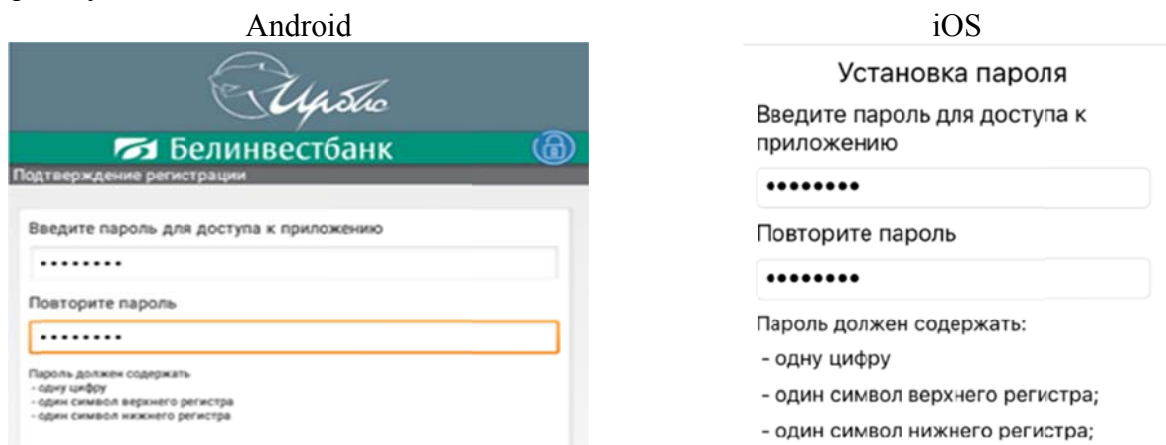 Android
Ирбис
Белинвестбанк
Подтверждение регистрации
Введите пароль для доступа к приложению
Повторите пароль
Пароль должен содержать
- одну цифру
- один символ верхнего регистра
- один символ нижнего регистра
iOS
Установка пароля
Введите пароль для доступа к
приложению
Повторите пароль
Пароль должен содержать:
- одну цифру
- один символ верхнего регистра;
- один символ нижнего регистра;